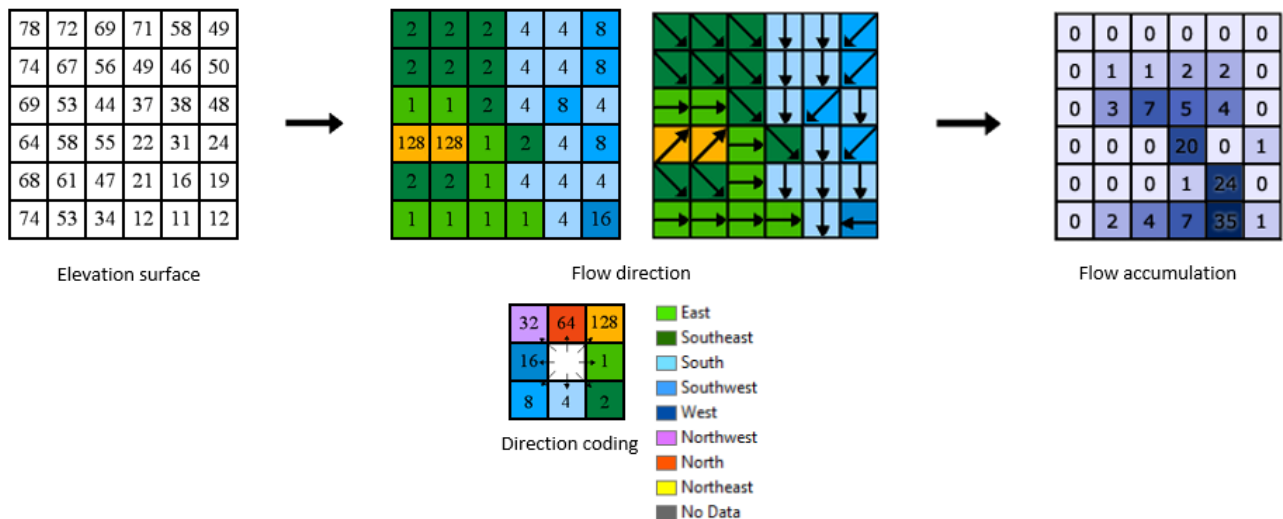 78 72 69 71 58 49
74 67 56 49 46 50
69 53 44 37 38 48
64 58 55 22 31 24
68 61 47 21 16 19
74 53 34 12 11 12
Elevation surface
2 2 2 4 4 8
2 2 2 4 4 8
1 1 2 4 8 4
128 128 1 2 4 8
2 2 1 4 4 4
1 1 1 1 4 16
Flow direction
0 0 0 0 0 0
0 1 1 2 2 0
0 3 7 5 4 0
0 0 0 20 0 1
0 0 0 1 24 0
0 2 4 7 35 1
Flow accumulation
32 64 128
16 1
8 4 2
Direction coding
East
Southeast
South
Southwest
West
Northwest
North
Northeast
No Data